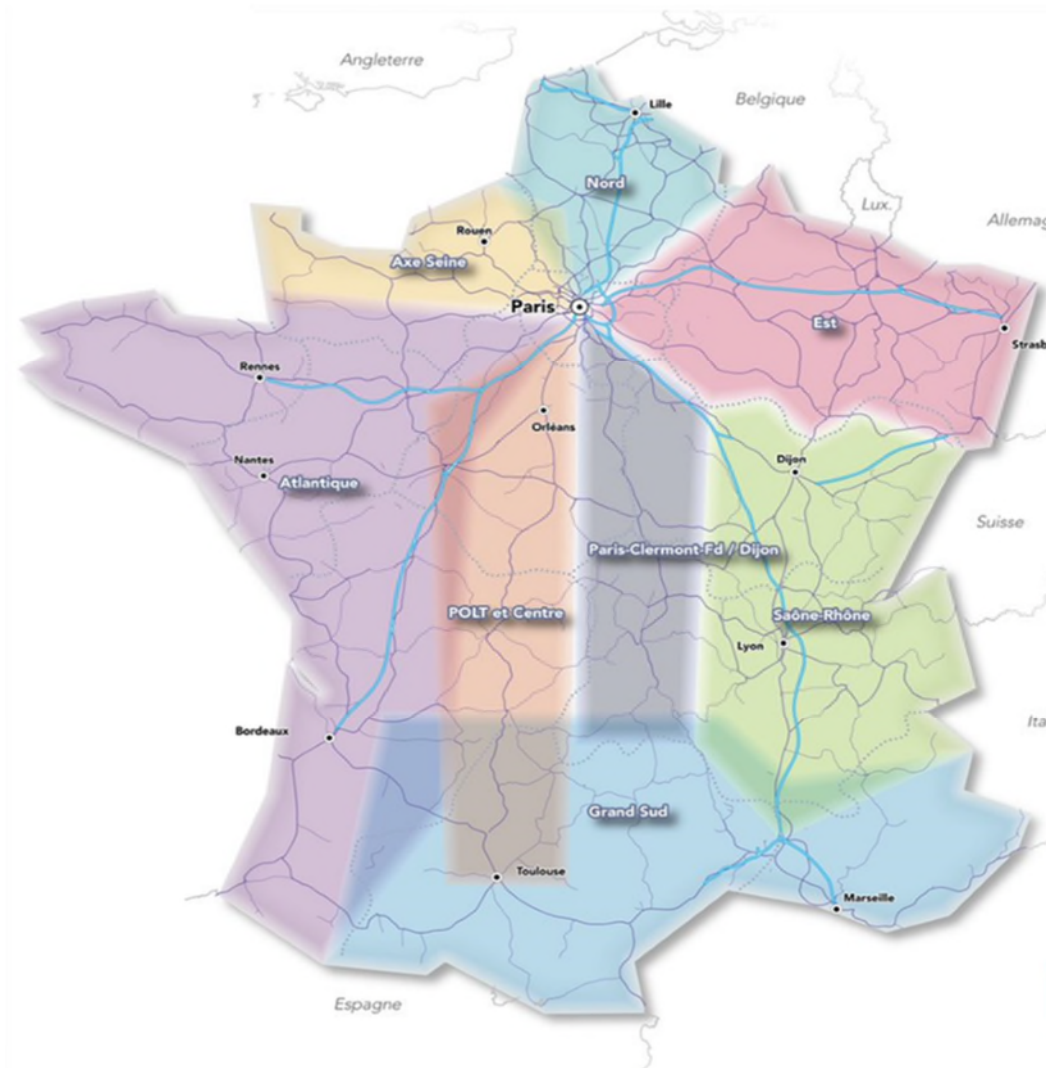 Angleterre
Lille
Belgique
Nord
Lux.
Allemag
Rouen
Axe Seine
Paris
Est
Strasb
Rennes
Orléans
Nantes
Atlantique
Dijon
Suisse
Paris-Clermont-Fd / Dijon
POLT et Centre
Saône-Rhône
Lyon
Ita
Bordeaux
Grand Sud
Toulouse
Marseille
Espagne